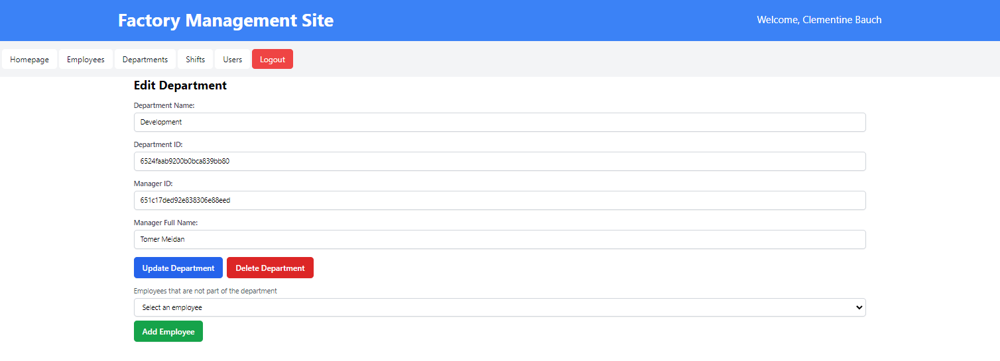 Factory Management Site
Welcome, Clementine Bauch
Homepage Employees Departments Shifts Users Logout
Edit Department
Department Name:
Development
Department ID:
6524faab9200b0bca839bb80
Manager ID:
651c17ded92e838306e88eed
Manager Full Name:
Tomer Meidan
Update Department Delete Department
Employees that are not part of the department
Select an employee
Add Employee